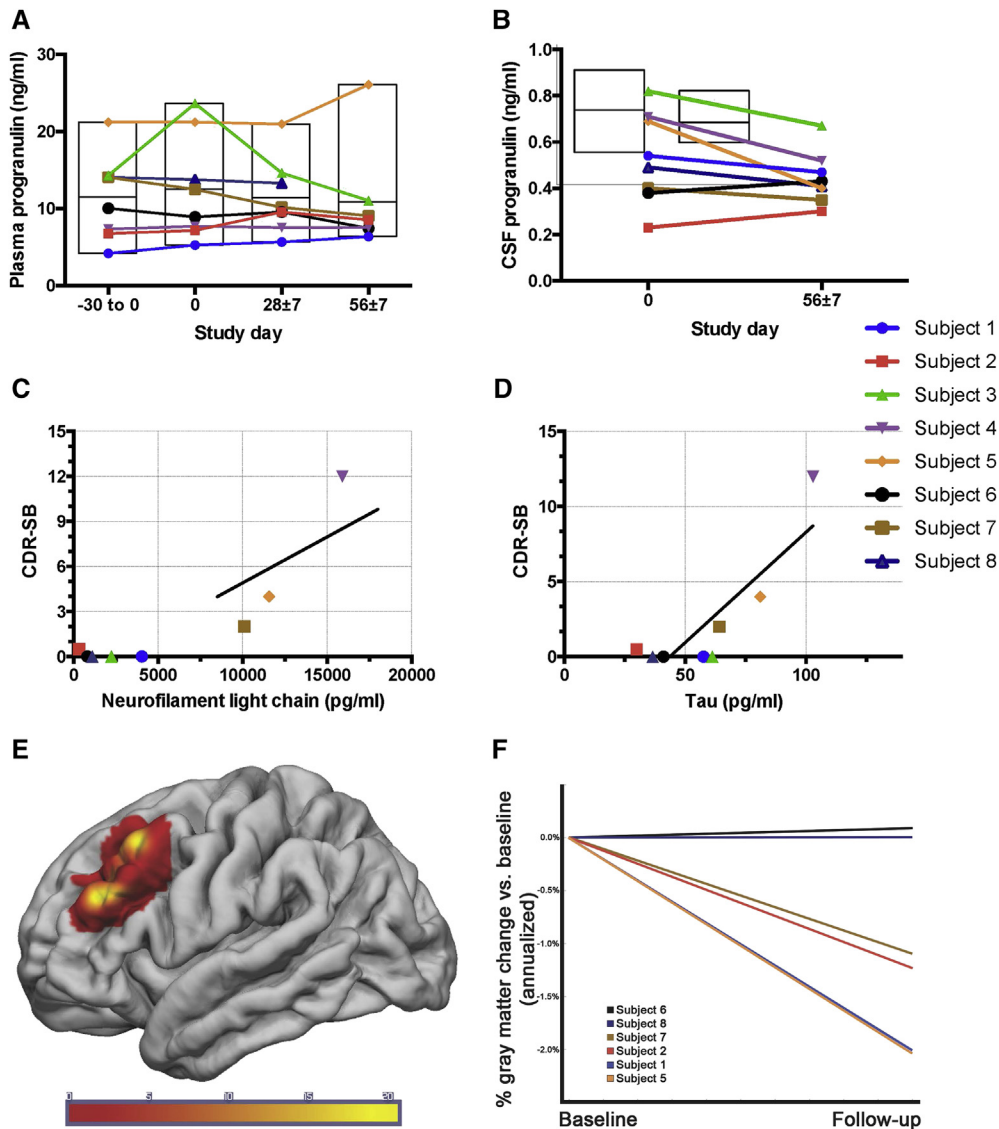 A
Plasma progranulin (ng/ml)
30
20
10
0
-30 to 0
0
28±7
56±7
Study day
B
CSF progranulin (ng/ml)
1.0
0.8
0.6
0.4
0.2
0.0
0
56±7
Study day
Subject 1
Subject 2
Subject 3
Subject 4
Subject 5
Subject 6
Subject 7
Subject 8
C
CDR-SB
15
12
9
6
3
0
0
5000
10000
15000
20000
Neurofilament light chain (pg/ml)
D
CDR-SB
15
10
5
0
0
50
100
Tau (pg/ml)
E
0
5
10
15
20
F
% gray matter change vs. baseline
(annualized)
0.0%
-0.5%
-1.0%
-1.5%
-2.0%
Subject 6
Subject 8
Subject 7
Subject 2
Subject 1
Subject 5
Baseline
Follow-up